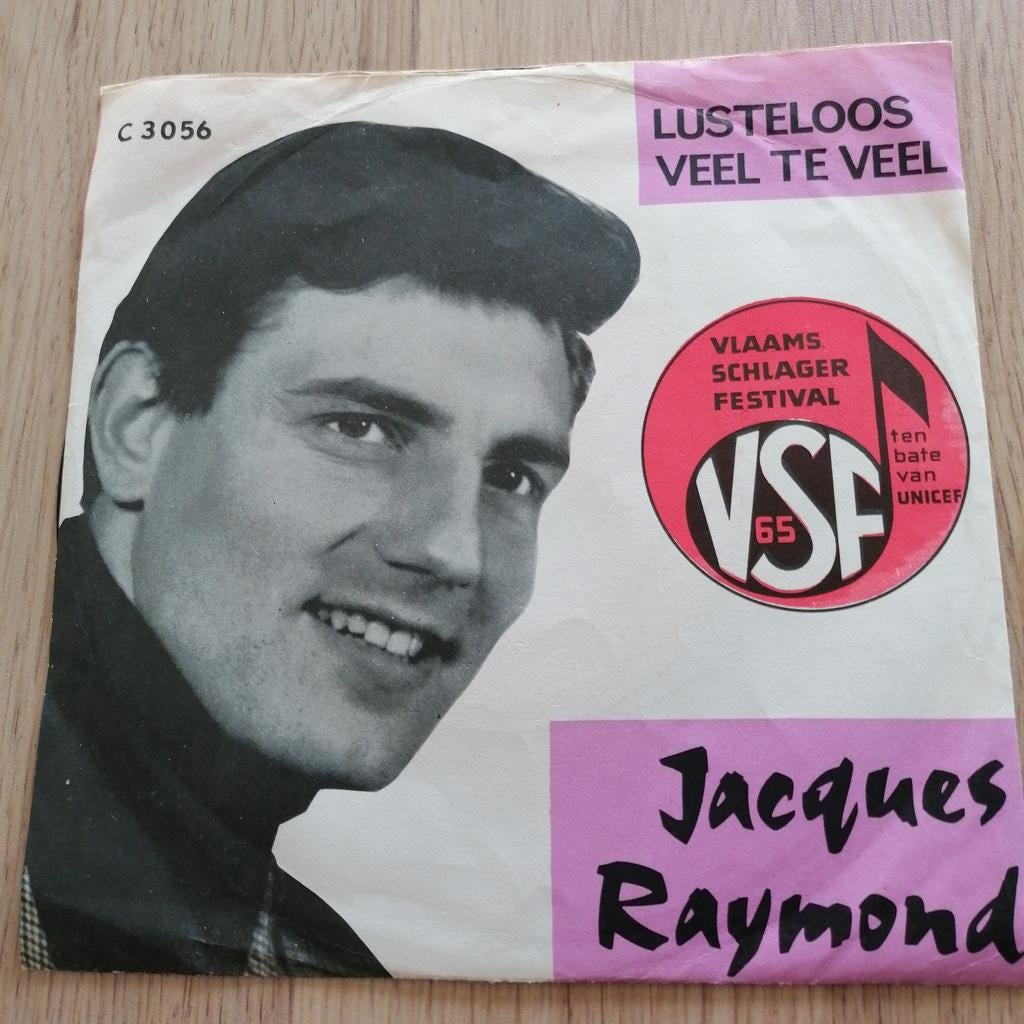 C 3056
LUSTELOOS
VEEL TE VEEL
VLAAMS
SCHLAGER
FESTIVAL
ten
bate
van
UNICEF
VSF
65
Jacques
Raymond